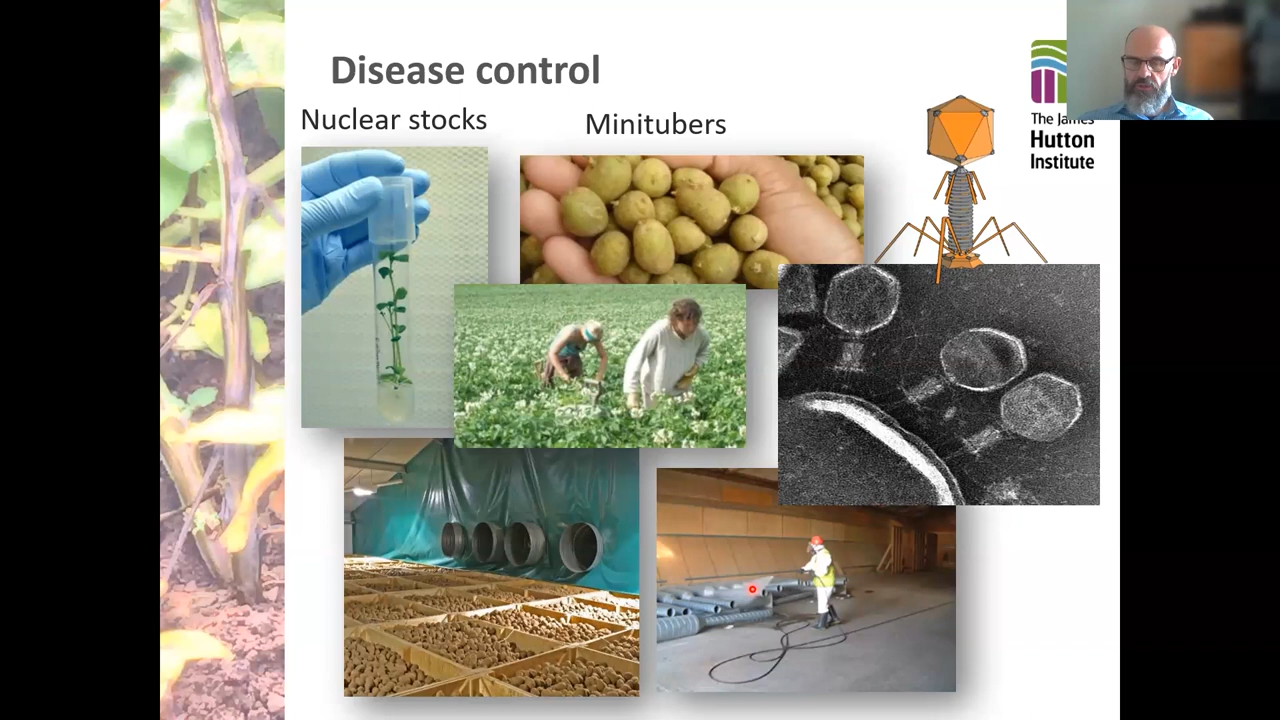 Disease control
Nuclear stocks
Minitubers
The James
Hutton
Institute